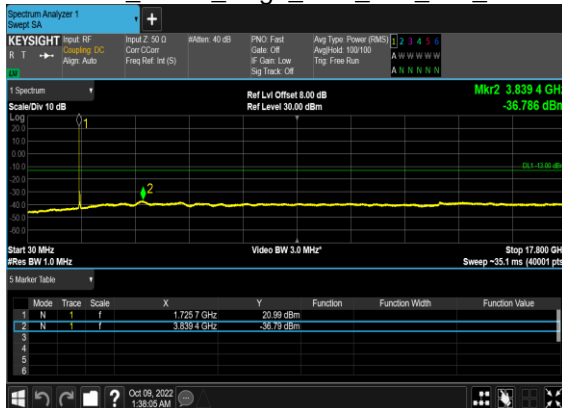 Spectrum Analyzer 1
Swept SA
KEYSIGHT
R T
Input: RF
Coupling: DC
Align: Auto
Input Z: 50 Ω
Corr CCorr
Freq Ref: Int (S)
#Atten: 40 dB
PNO: Fast
Gate: Off
IF Gain: Low
Sig Track: Off
Avg Type: Power (RMS)
Avg|Hold: 100/100
Trig: Free Run
1 2 3 4 5 6
A W W W W W
A N N N N N
1 Spectrum
Scale/Div 10 dB
Ref Lvl Offset 8.00 dB
Ref Level 30.00 dBm
Mkr2 3.839 4 GHz
-36.786 dBm
Log
20.0
10.0
0.00
-10.0
-20.0
-30.0
-40.0
-50.0
-60.0
1
2
DL1 -13.00 dBm
Start 30 MHz
#Res BW 1.0 MHz
Video BW 3.0 MHz*
Stop 17.800 GHz
Sweep ~35.1 ms (40001 pts)
5 Marker Table
Mode Trace Scale X Y Function Function Width Function Value
1 N 1 f 1.725 7 GHz 20.99 dBm
2 N 1 f 3.839 4 GHz -36.79 dBm
3
4
5
6
?
Oct 09, 2022
1:38:05 AM